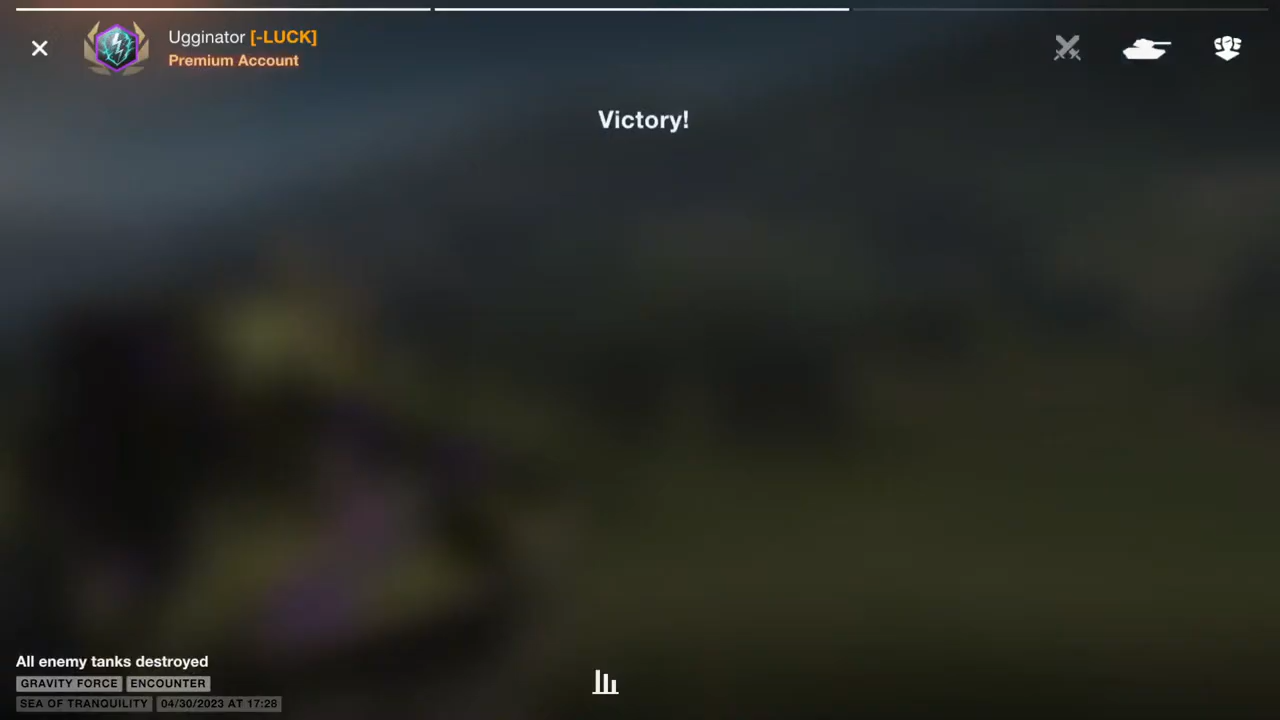 Ugginator [-LUCK]
Premium Account
Victory!
All enemy tanks destroyed
GRAVITY FORCE ENCOUNTER
SEA OF TRANQUILITY 04/30/2023 AT 17:28